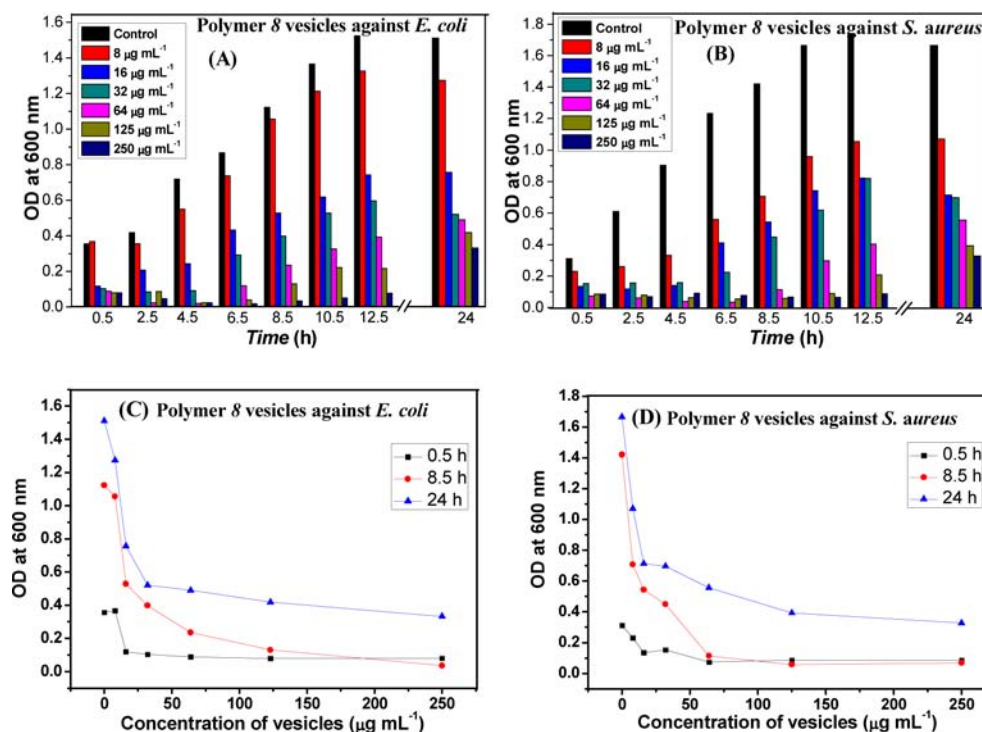 Polymer 8 vesicles against E. coli
(A)
Control
8 μg mL⁻¹
16 μg mL⁻¹
32 μg mL⁻¹
64 μg mL⁻¹
125 μg mL⁻¹
250 μg mL⁻¹
OD at 600 nm
1.6
1.4
1.2
1.0
0.8
0.6
0.4
0.2
0.0
0.5 2.5 4.5 6.5 8.5 10.5 12.5 24
Time (h)
Polymer 8 vesicles against S. aureus
(B)
Control
8 μg mL⁻¹
16 μg mL⁻¹
32 μg mL⁻¹
64 μg mL⁻¹
125 μg mL⁻¹
250 μg mL⁻¹
OD at 600 nm
1.8
1.6
1.4
1.2
1.0
0.8
0.6
0.4
0.2
0.0
0.5 2.5 4.5 6.5 8.5 10.5 12.5 24
Time (h)
(C) Polymer 8 vesicles against E. coli
0.5 h
8.5 h
24 h
OD at 600 nm
1.6
1.4
1.2
1.0
0.8
0.6
0.4
0.2
0.0
0 50 100 150 200 250
Concentration of vesicles (μg mL⁻¹)
(D) Polymer 8 vesicles against S. aureus
0.5 h
8.5 h
24 h
OD at 600 nm
1.8
1.6
1.4
1.2
1.0
0.8
0.6
0.4
0.2
0.0
0 50 100 150 200 250
Concentration of vesicles (μg mL⁻¹)